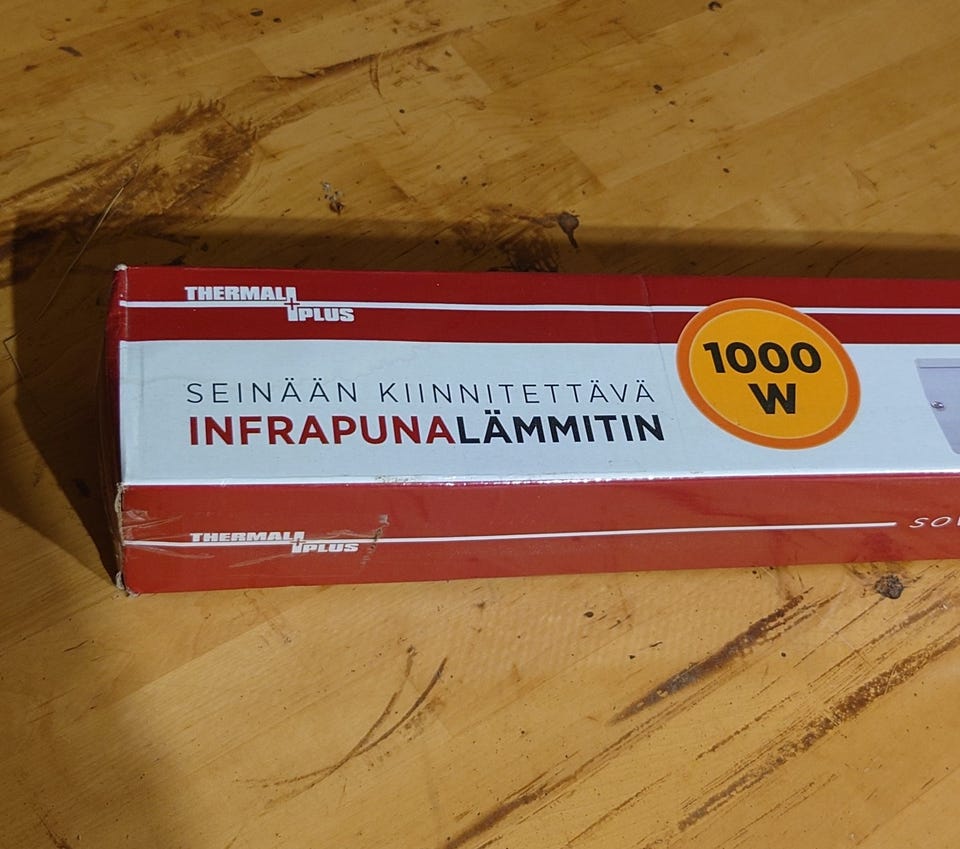 THERMAL
PLUS
SEINÄÄN KIINNITETTÄVÄ
INFRAPUNALÄMMITIN
1000
W
THERMAL
PLUS